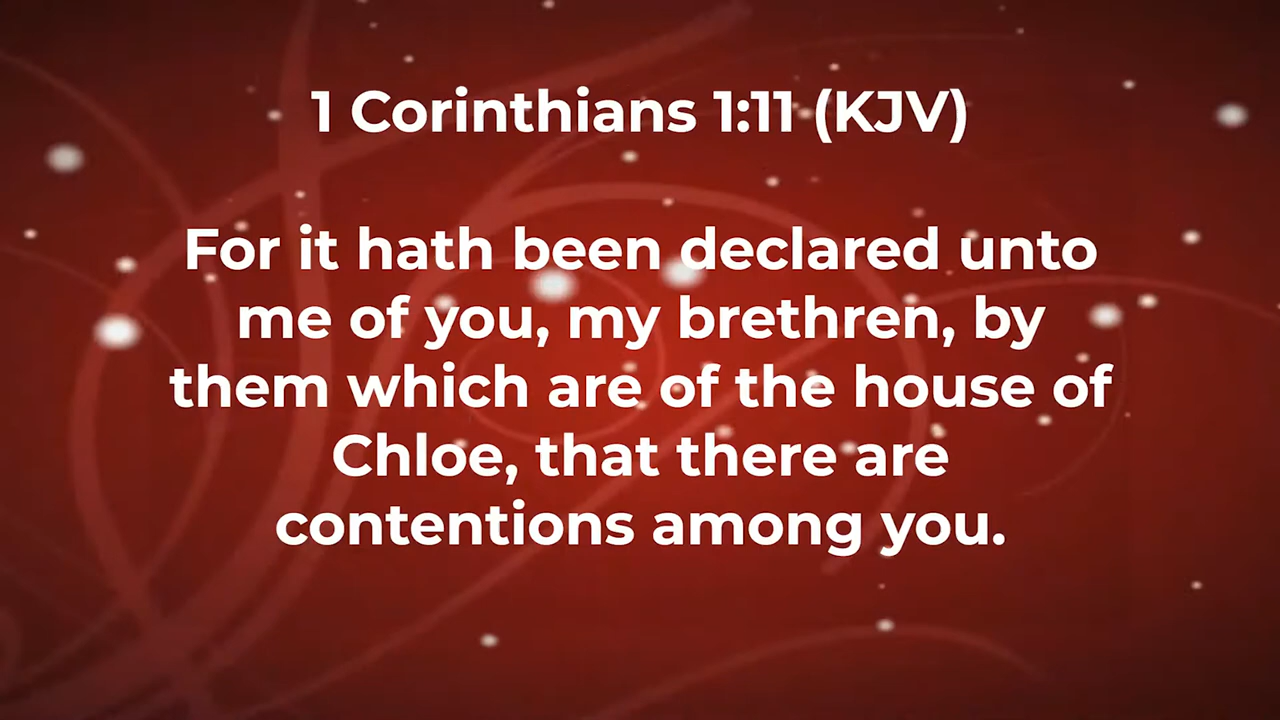 1 Corinthians 1:11 (KJV)
For it hath been declared unto
me of you, my brethren, by
them which are of the house of
Chloe, that there are
contentions among you.